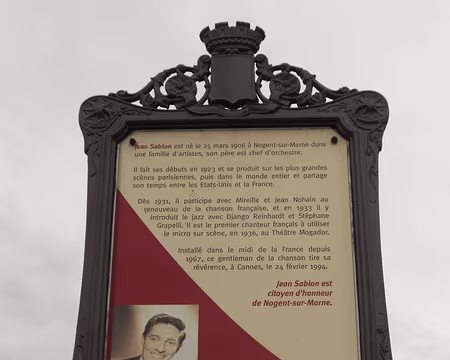 Jean Sablon est né le 25 mars 1906 à Nogent-sur-Marne dans
une famille d'artistes, son père est chef d'orchestre.
Il fait ses débuts en 1923 et se produit sur les plus grandes
scènes parisiennes, puis dans le monde entier et partage
son temps entre les Etats-Unis et la France.
Dès 1931, il participe avec Mireille et Jean Nohain au
renouveau de la chanson française, et en 1933 il y
introduit le jazz avec Django Reinhardt et Stéphane
Grapelli. Il est le premier chanteur français à utiliser
le micro sur scène, en 1936, au Théâtre Mogador.
Installé dans le midi de la France depuis
1967, ce gentleman de la chanson tire sa
révérence, à Cannes, le 24 février 1994.
Jean Sablon est
citoyen d'honneur
de Nogent-sur-Marne.